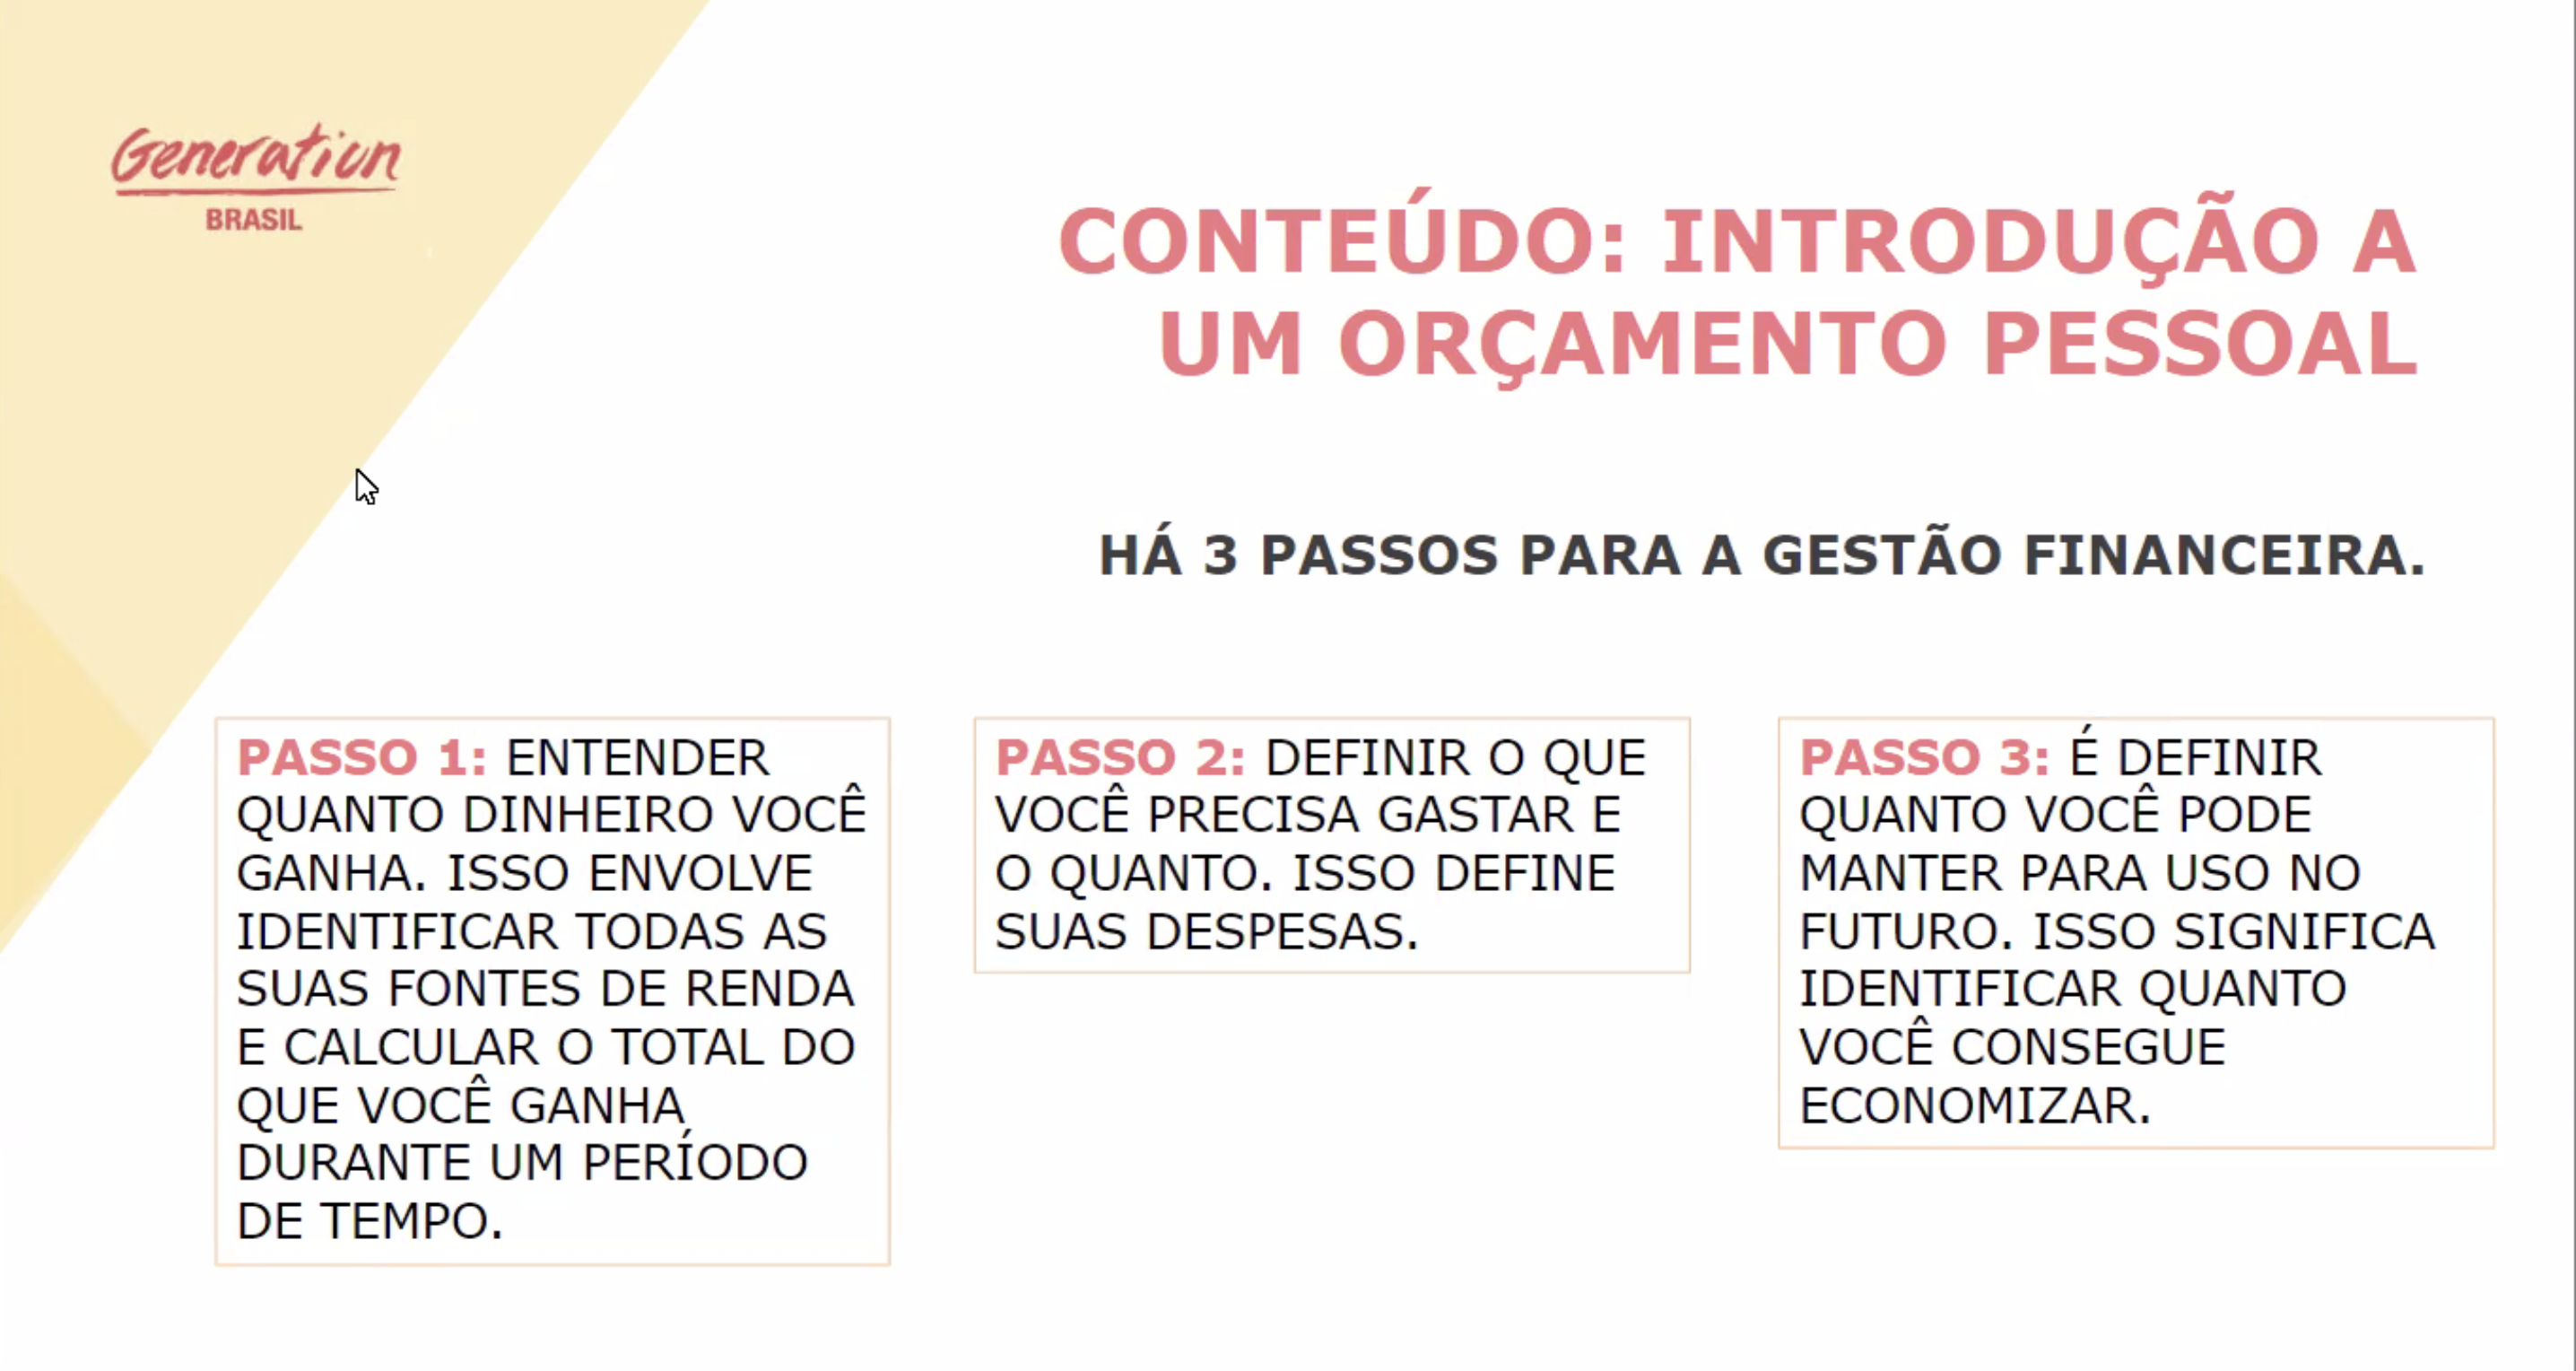 Generation
BRASIL
CONTEÚDO: INTRODUÇÃO A
UM ORÇAMENTO PESSOAL
HÁ 3 PASSOS PARA A GESTÃO FINANCEIRA.
PASSO 1: ENTENDER
QUANTO DINHEIRO VOCÊ
GANHA. ISSO ENVOLVE
IDENTIFICAR TODAS AS
SUAS FONTES DE RENDA
E CALCULAR O TOTAL DO
QUE VOCÊ GANHA
DURANTE UM PERÍODO
DE TEMPO.
PASSO 2: DEFINIR O QUE
VOCÊ PRECISA GASTAR E
O QUANTO. ISSO DEFINE
SUAS DESPESAS.
PASSO 3: É DEFINIR
QUANTO VOCÊ PODE
MANTER PARA USO NO
FUTURO. ISSO SIGNIFICA
IDENTIFICAR QUANTO
VOCÊ CONSEGUE
ECONOMIZAR.